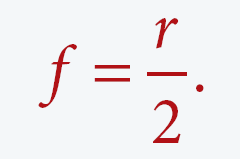 f = r/2.